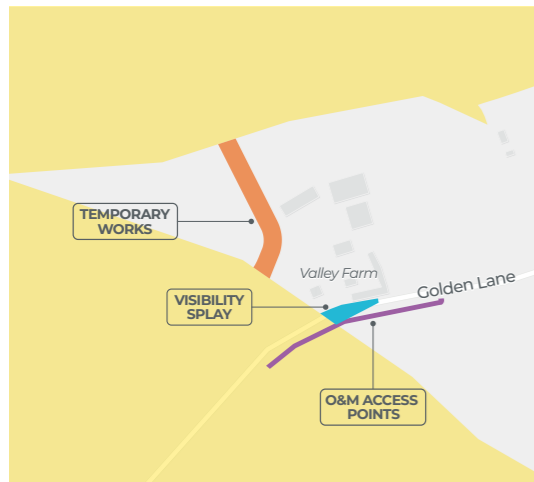 TEMPORARY
WORKS
Valley Farm
Golden Lane
VISIBILITY
SPLAY
O&M ACCESS
POINTS